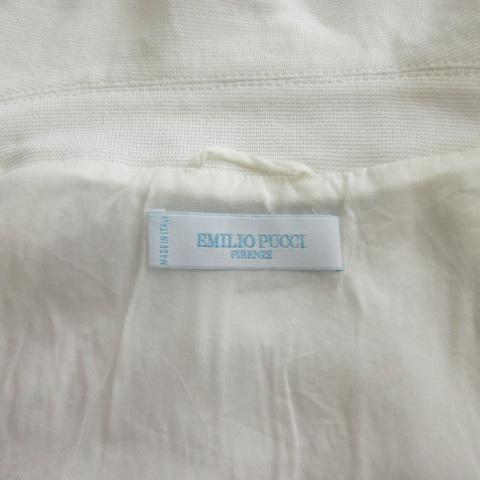 MADE IN ITALY
EMILIO PUCCI
FIRENZE